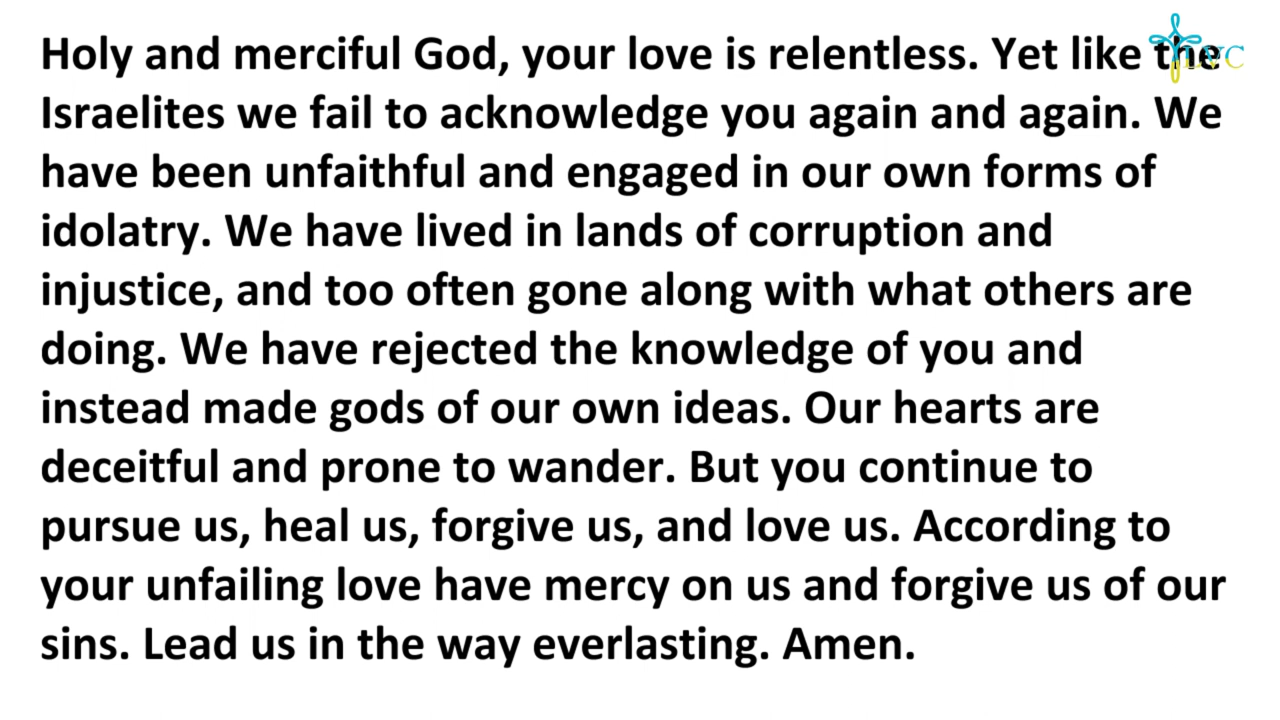 Holy and merciful God, your love is relentless. Yet like the
Israelites we fail to acknowledge you again and again. We
have been unfaithful and engaged in our own forms of
idolatry. We have lived in lands of corruption and
injustice, and too often gone along with what others are
doing. We have rejected the knowledge of you and
instead made gods of our own ideas. Our hearts are
deceitful and prone to wander. But you continue to
pursue us, heal us, forgive us, and love us. According to
your unfailing love have mercy on us and forgive us of our
sins. Lead us in the way everlasting. Amen.